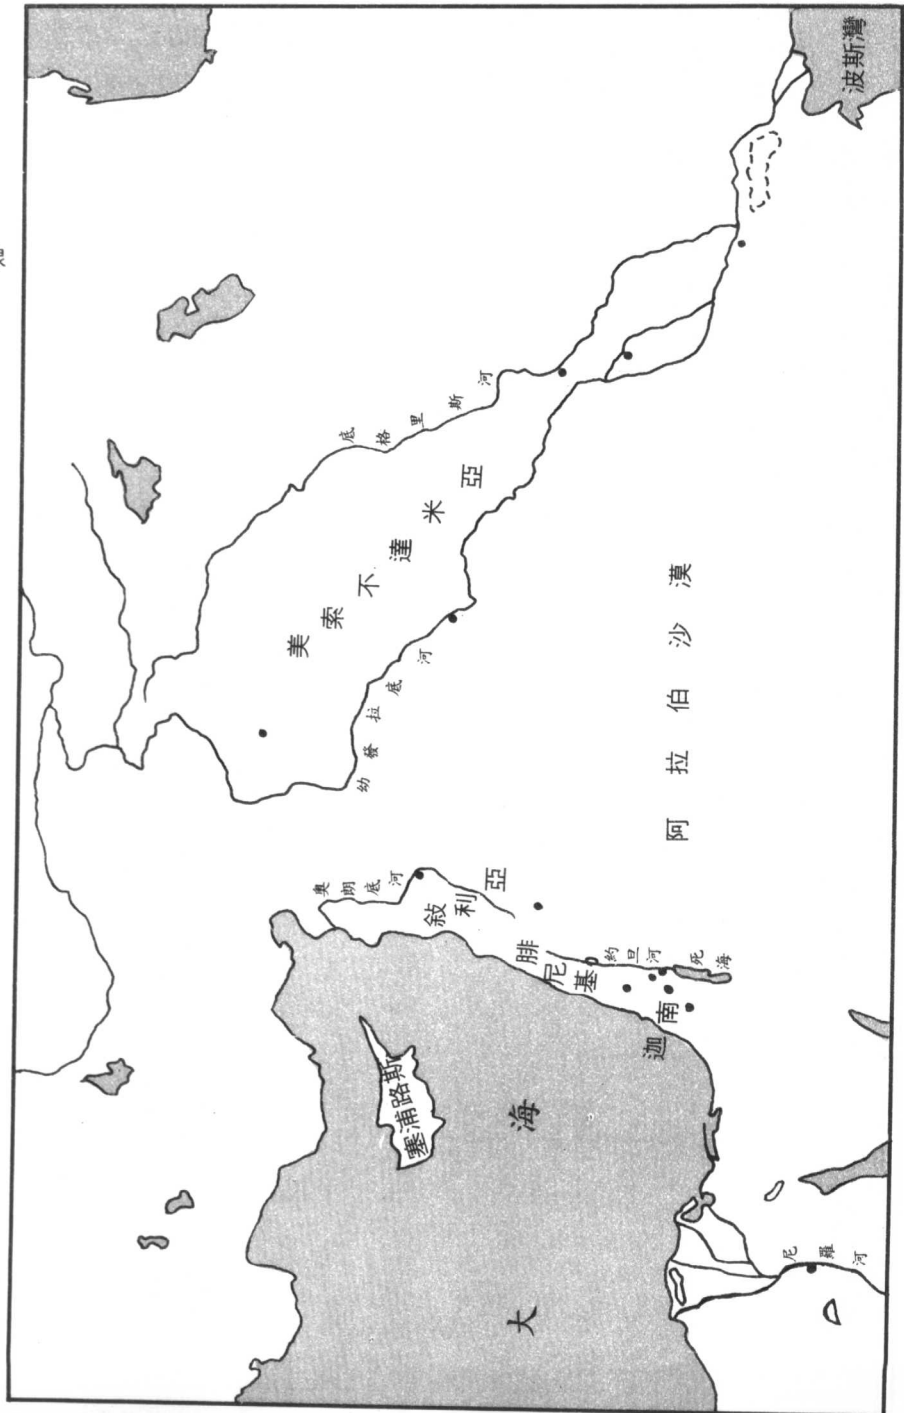 波斯灣
底格里斯河
美索不達米亞
幼發拉底河
阿拉伯沙漠
奧朗底河
敍利亞
腓尼基
約旦河
死海
迦南
塞浦路斯
大海
尼羅河